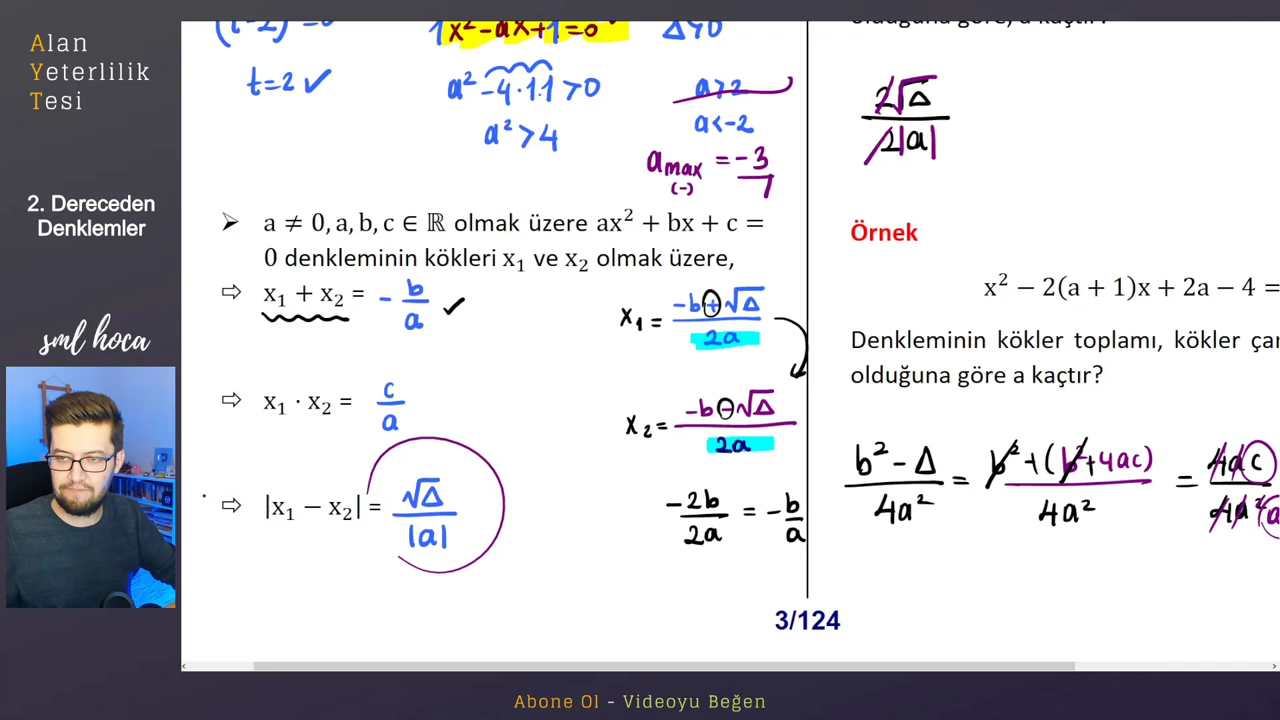 Alan
Yeterlilik
Tesi
2. Dereceden
Denklemler
sml hoca
t=2 ✓
1x²-ax+1=0
a²-4·1·1>0
a²>4
a>2
a<-2
a max = -3
(-)
➢ a ≠ 0, a, b, c ∈ ℝ olmak üzere ax² + bx + c =
0 denkleminin kökleri x₁ ve x₂ olmak üzere,
⇨ x₁ + x₂ = - b/a ✓
⇨ x₁ · x₂ = c/a
⇨ |x₁ − x₂| = √Δ/|a|
x₁ = (-b+√Δ)/2a
x₂ = (-b-√Δ)/2a
-2b/2a = -b/a
3/124
2√Δ/2|a|
Örnek
x² − 2(a + 1)x + 2a − 4 =
Denkleminin kökler toplamı, kökler
olduğuna göre a kaçtır?
(b²-Δ)/4a² = (b²+(b²+4ac))/4a² = 4ac/4a²
Abone Ol - Videoyu Beğen